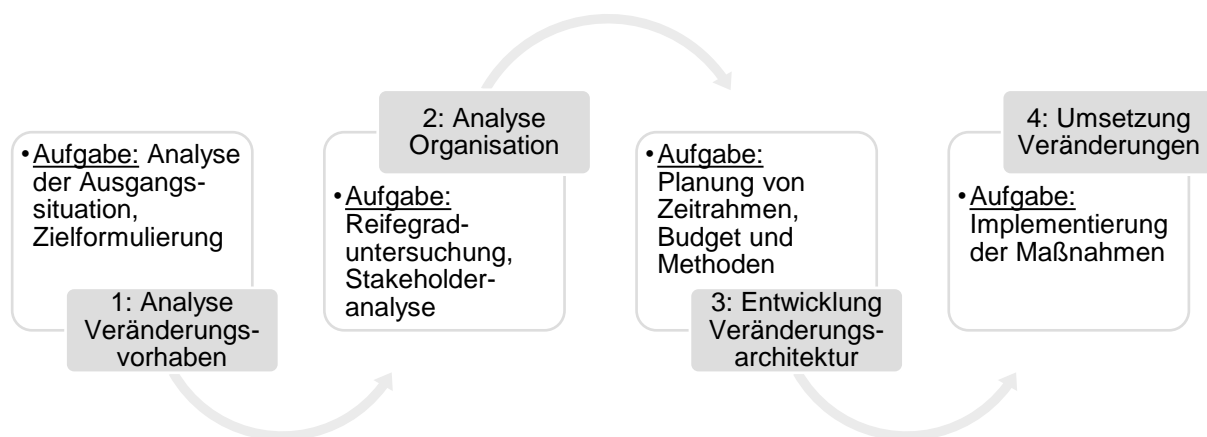 •Aufgabe: Analyse
der Ausgangs-
situation,
Zielformulierung
1: Analyse
Veränderungs-
vorhaben
2: Analyse
Organisation
•Aufgabe:
Reifegrad-
untersuchung,
Stakeholder-
analyse
•Aufgabe:
Planung von
Zeitrahmen,
Budget und
Methoden
3: Entwicklung
Veränderungs-
architektur
4: Umsetzung
Veränderungen
•Aufgabe:
Implementierung
der Maßnahmen